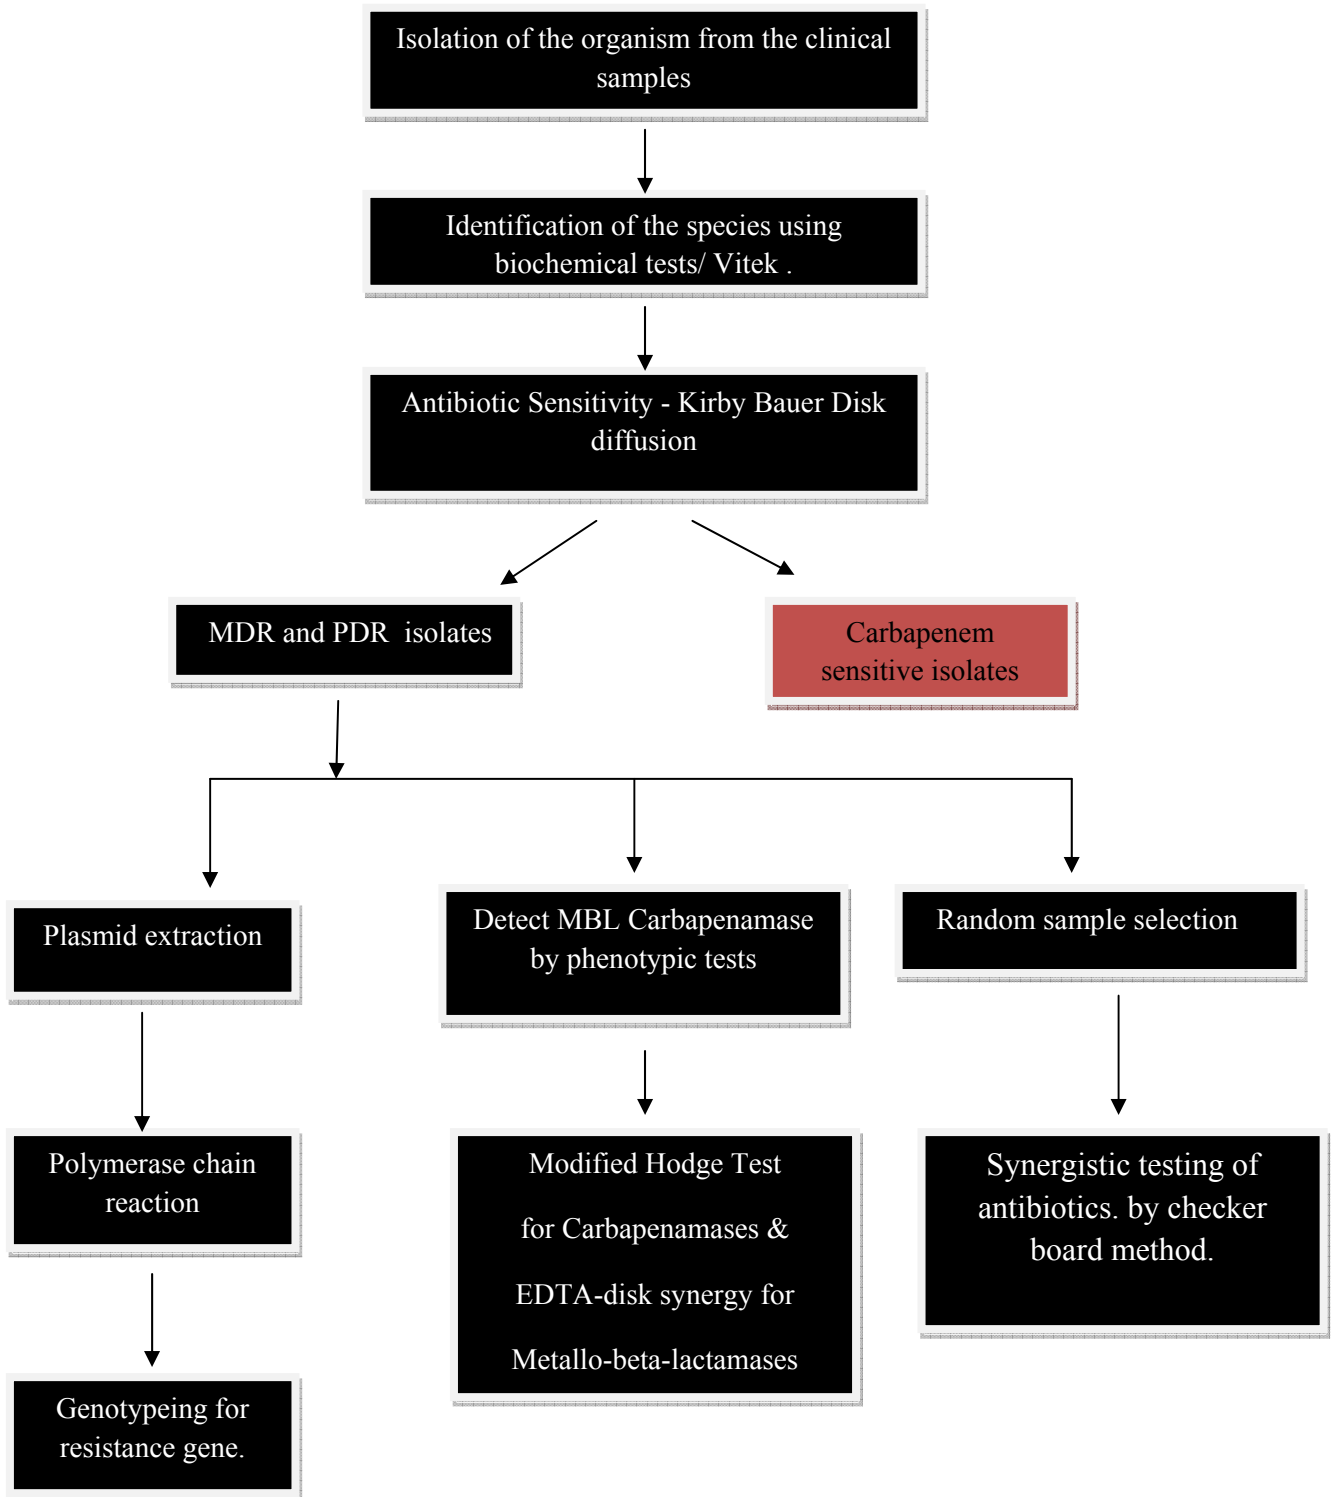 Isolation of the organism from the clinical
samples
Identification of the species using
biochemical tests/ Vitek .
Antibiotic Sensitivity - Kirby Bauer Disk
diffusion
MDR and PDR  isolates
Carbapenem
sensitive isolates
Plasmid extraction
Detect MBL Carbapenamase
by phenotypic tests
Random sample selection
Polymerase chain
reaction
Modified Hodge Test
for Carbapenamases &
EDTA-disk synergy for
Metallo-beta-lactamases
Synergistic testing of
antibiotics. by checker
board method.
Genotypeing for
resistance gene.